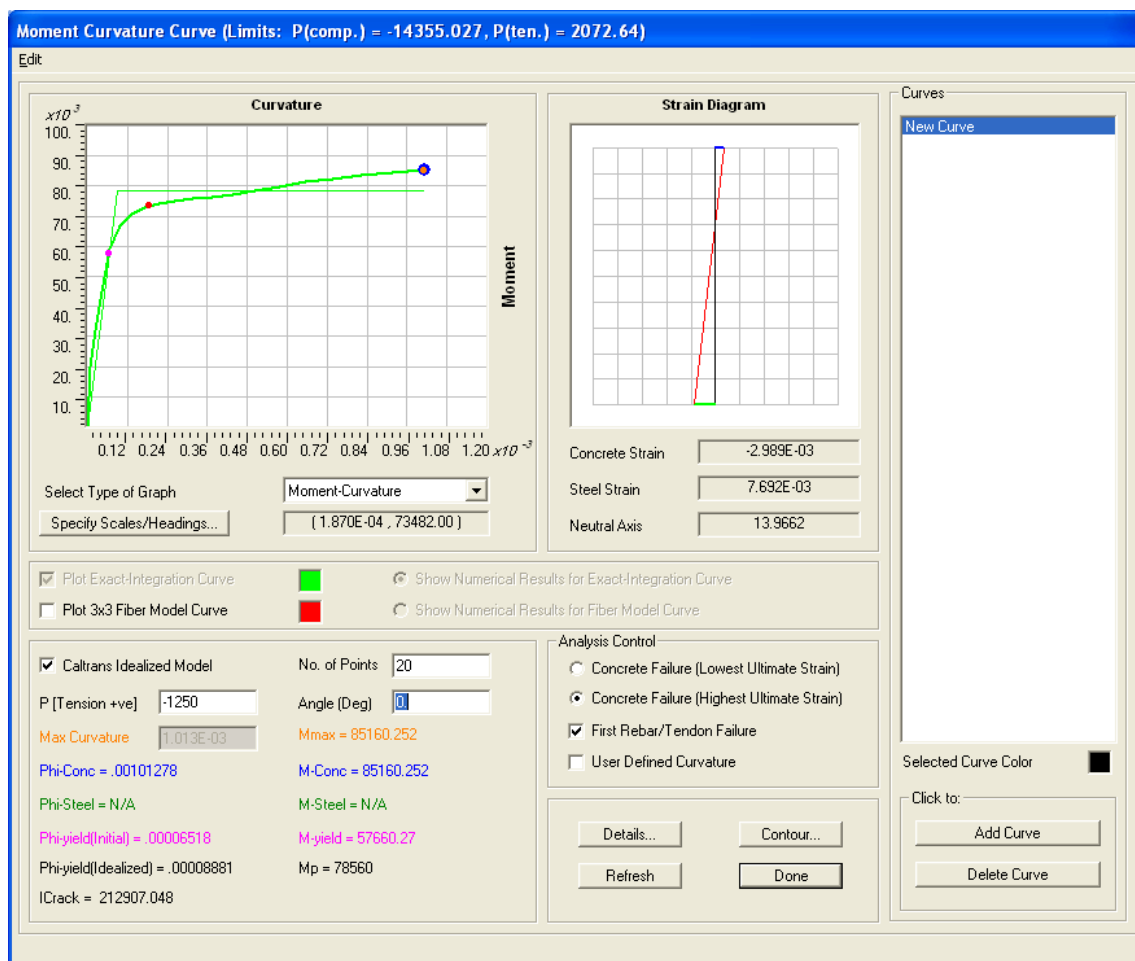 Moment Curvature Curve (Limits: P(comp.) = -14355.027, P(ten.) = 2072.64)
Edit
Curvature
x10 ³
100.
90.
80.
70.
60.
50.
40.
30.
20.
10.
Moment
0.12 0.24 0.36 0.48 0.60 0.72 0.84 0.96 1.08 1.20 x10 -3
Select Type of Graph
Moment-Curvature
Specify Scales/Headings...
( 1.870E-04 , 73482.00 )
Strain Diagram
Concrete Strain
-2.989E-03
Steel Strain
7.692E-03
Neutral Axis
13.9662
Curves
New Curve
Plot Exact-Integration Curve
Show Numerical Results for Exact-Integration Curve
Plot 3x3 Fiber Model Curve
Show Numerical Results for Fiber Model Curve
Caltrans Idealized Model
No. of Points
20
P [Tension +ve]
-1250
Angle (Deg)
0.
Max Curvature
1.013E-03
Mmax = 85160.252
Phi-Conc = .00101278
M-Conc = 85160.252
Phi-Steel = N/A
M-Steel = N/A
Phi-yield(Initial) = .00006518
M-yield = 57660.27
Phi-yield(Idealized) = .00008881
Mp = 78560
ICrack = 212907.048
Analysis Control
Concrete Failure (Lowest Ultimate Strain)
Concrete Failure (Highest Ultimate Strain)
First Rebar/Tendon Failure
User Defined Curvature
Details...
Contour...
Refresh
Done
Selected Curve Color
Click to:
Add Curve
Delete Curve